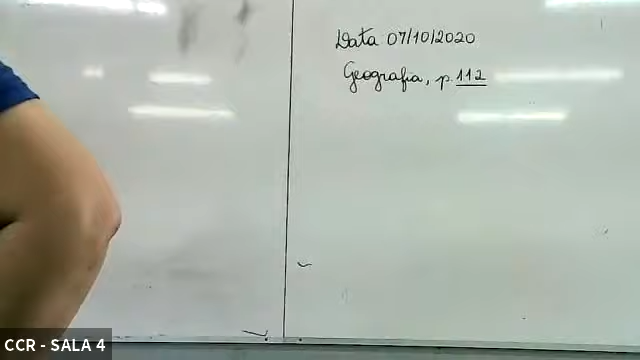 Data 07/10/2020
Geografia, p. 112
CCR - SALA 4